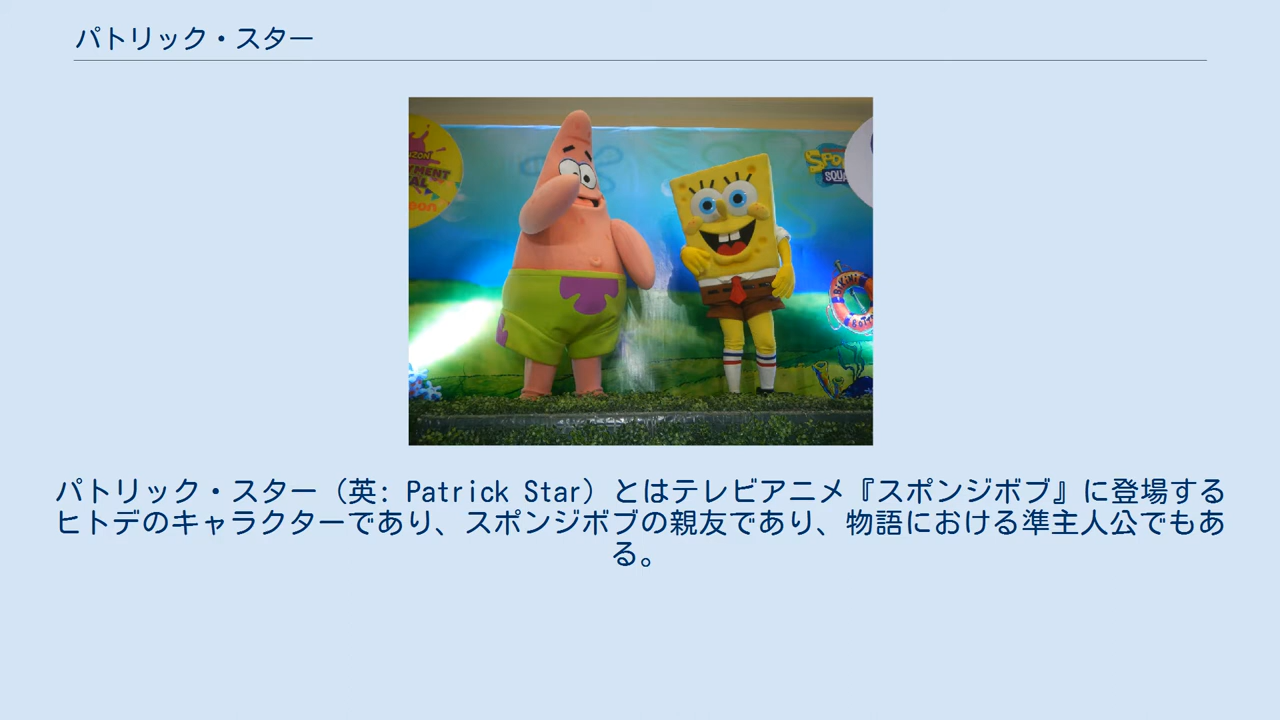 パトリック・スター
パトリック・スター（英: Patrick Star）とはテレビアニメ『スポンジボブ』に登場する
ヒトデのキャラクターであり、スポンジボブの親友であり、物語における準主人公でもあ
る。